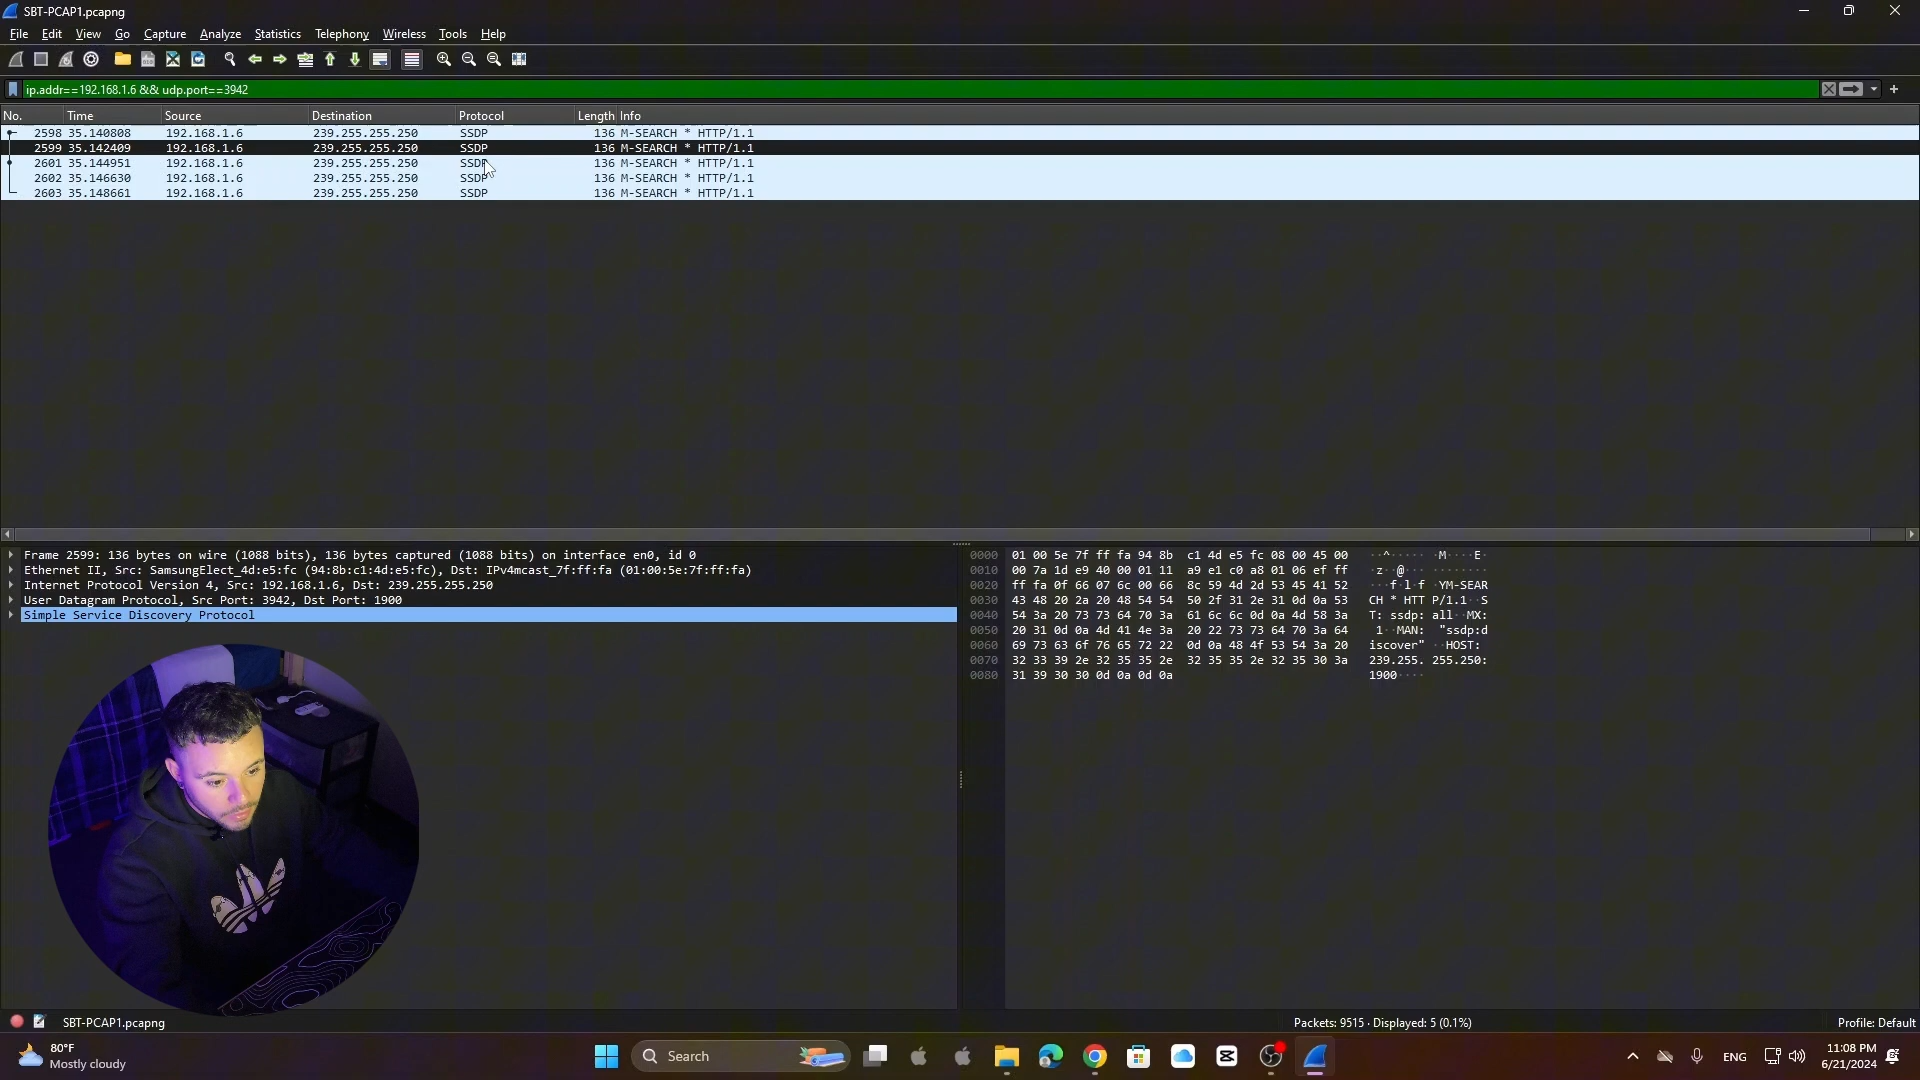 SBT-PCAP1.pcapng
File Edit View Go Capture Analyze Statistics Telephony Wireless Tools Help
ip.addr==192.168.1.6 && udp.port==3942
No. Time Source Destination Protocol Length Info
2598 35.140808 192.168.1.6 239.255.255.250 SSDP 136 M-SEARCH * HTTP/1.1
2599 35.142409 192.168.1.6 239.255.255.250 SSDP 136 M-SEARCH * HTTP/1.1
2601 35.144951 192.168.1.6 239.255.255.250 SSDP 136 M-SEARCH * HTTP/1.1
2602 35.146630 192.168.1.6 239.255.255.250 SSDP 136 M-SEARCH * HTTP/1.1
2603 35.148661 192.168.1.6 239.255.255.250 SSDP 136 M-SEARCH * HTTP/1.1
Frame 2599: 136 bytes on wire (1088 bits), 136 bytes captured (1088 bits) on interface en0, id 0
Ethernet II, Src: SamsungElect_4d:e5:fc (94:8b:c1:4d:e5:fc), Dst: IPv4mcast_7f:ff:fa (01:00:5e:7f:ff:fa)
Internet Protocol Version 4, Src: 192.168.1.6, Dst: 239.255.255.250
User Datagram Protocol, Src Port: 3942, Dst Port: 1900
Simple Service Discovery Protocol
0000 01 00 5e 7f ff fa 94 8b c1 4d e5 fc 08 00 45 00 ··^····· ·M····E·
0010 00 7a 1d e9 40 00 01 11 a9 e1 c0 a8 01 06 ef ff ·z··@··· ········
0020 ff fa 0f 66 07 6c 00 66 8c 59 4d 2d 53 45 41 52 ···f·l·f ·YM-SEAR
0030 43 48 20 2a 20 48 54 54 50 2f 31 2e 31 0d 0a 53 CH * HTT P/1.1··S
0040 54 3a 20 73 73 64 70 3a 61 6c 6c 0d 0a 4d 58 3a T: ssdp: all··MX:
0050 20 31 0d 0a 4d 41 4e 3a 20 22 73 73 64 70 3a 64 1··MAN: "ssdp:d
0060 69 73 63 6f 76 65 72 22 0d 0a 48 4f 53 54 3a 20 iscover" ··HOST:
0070 32 33 39 2e 32 35 35 2e 32 35 35 2e 32 35 30 3a 239.255. 255.250:
0080 31 39 30 30 0d 0a 0d 0a 1900····
SBT-PCAP1.pcapng
Packets: 9515 · Displayed: 5 (0.1%)
Profile: Default
80°F
Mostly cloudy
Search
ENG
11:08 PM
6/21/2024